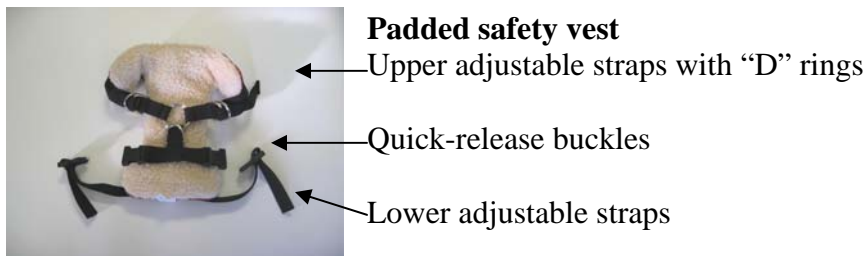 Padded safety vest
Upper adjustable straps with “D” rings
Quick-release buckles
Lower adjustable straps